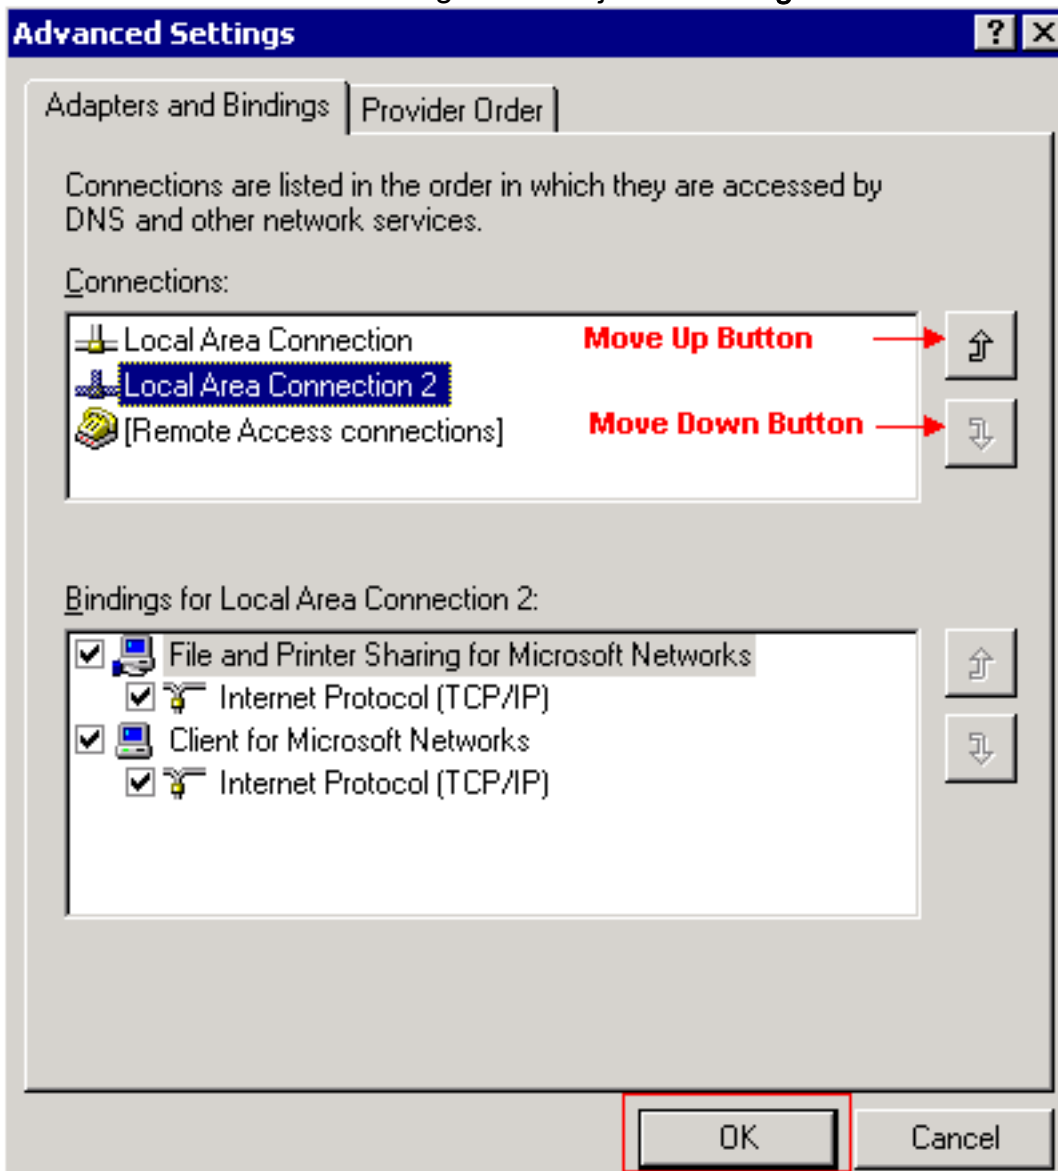 Advanced Settings
Adapters and Bindings
Provider Order
Connections are listed in the order in which they are accessed by
DNS and other network services.
Connections:
Local Area Connection
Move Up Button
Local Area Connection 2
[Remote Access connections]
Move Down Button
Bindings for Local Area Connection 2:
File and Printer Sharing for Microsoft Networks
Internet Protocol (TCP/IP)
Client for Microsoft Networks
Internet Protocol (TCP/IP)
OK
Cancel